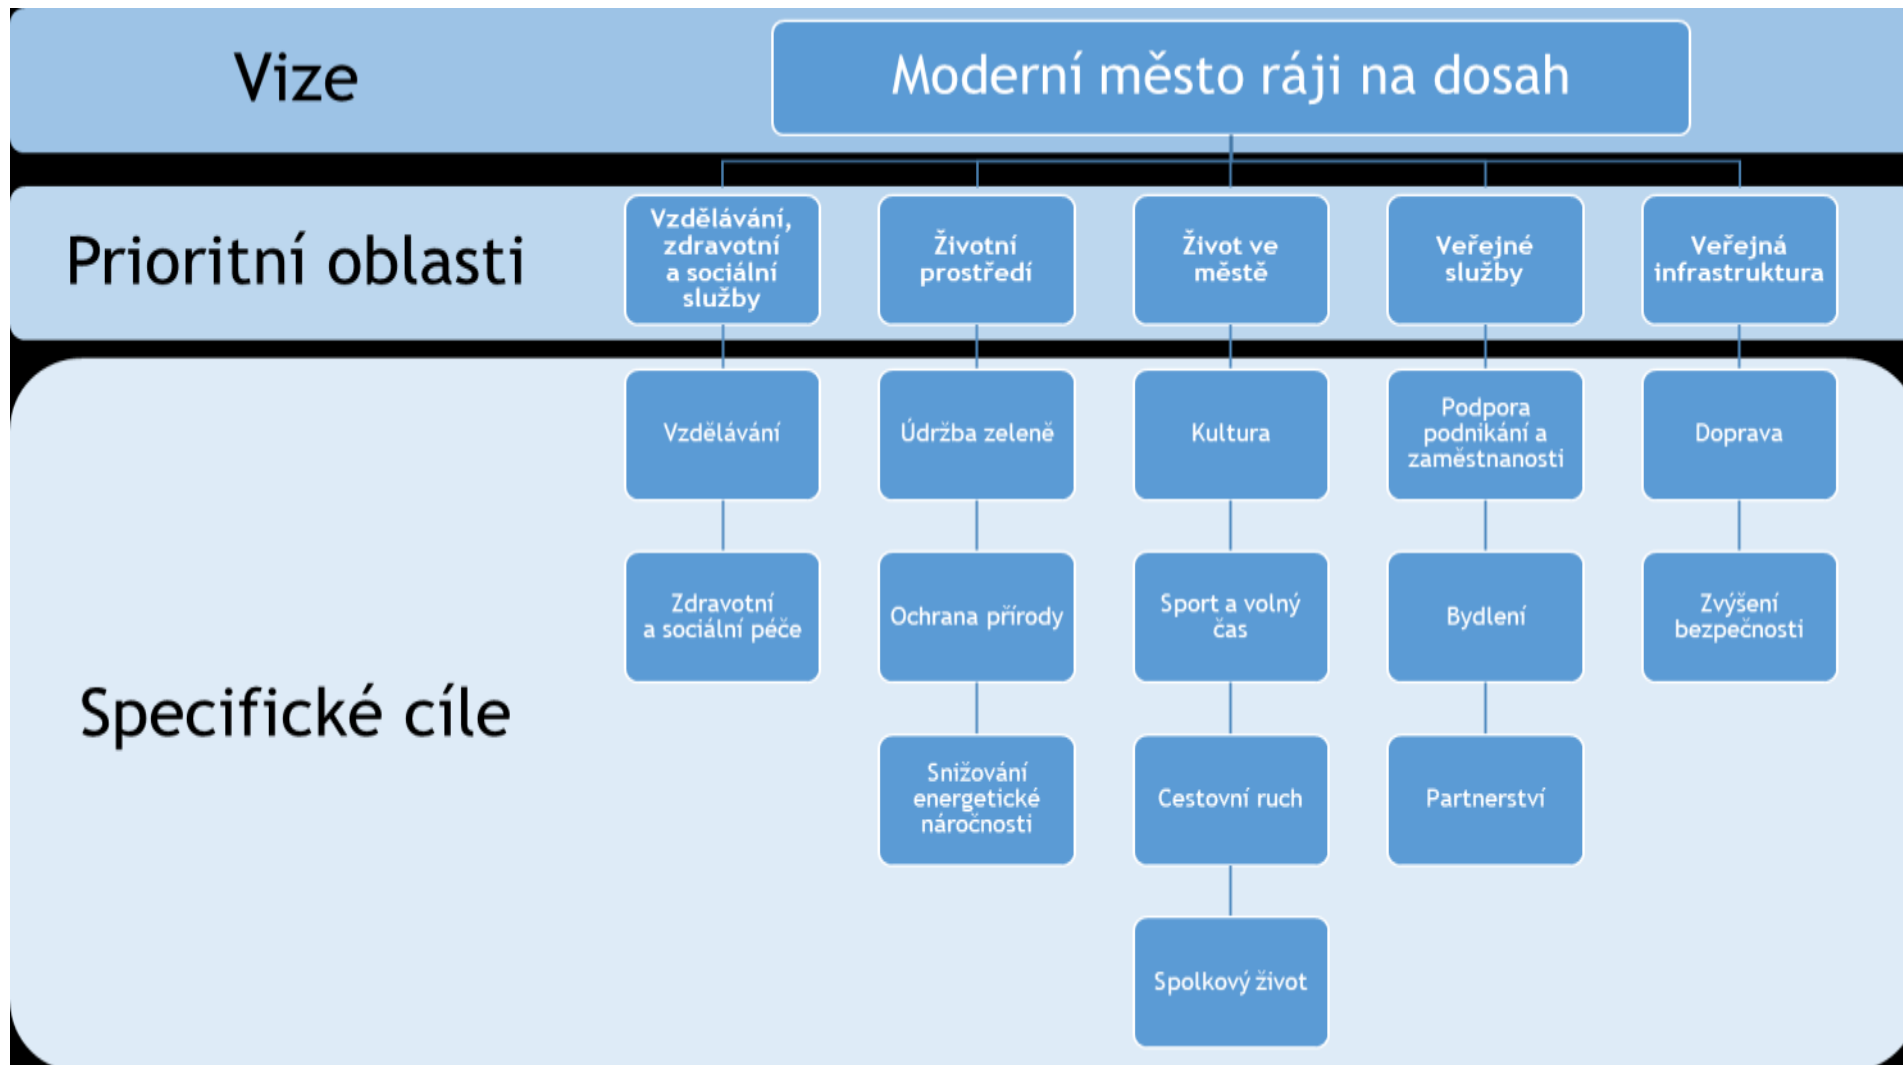 Vize
Moderní město ráji na dosah
Prioritní oblasti
Vzdělávání,
zdravotní
a sociální
služby
Životní
prostředí
Život ve
městě
Veřejné
služby
Veřejná
infrastruktura
Specifické cíle
Vzdělávání
Údržba zeleně
Kultura
Podpora
podnikání a
zaměstnanosti
Doprava
Zdravotní
a sociální péče
Ochrana přírody
Sport a volný
čas
Bydlení
Zvýšení
bezpečnosti
Snižování
energetické
náročnosti
Cestovní ruch
Partnerství
Spolkový život